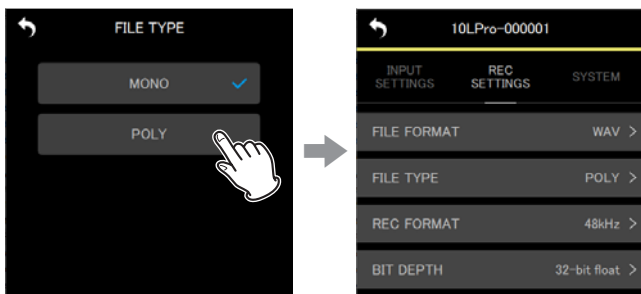 FILE TYPE
MONO
POLY
10LPro-000001
INPUT SETTINGS
REC SETTINGS
SYSTEM
FILE FORMAT WAV >
FILE TYPE POLY >
REC FORMAT 48kHz >
BIT DEPTH 32-bit float >